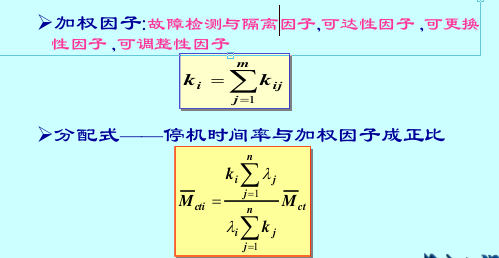 ➢加权因子:故障检测与隔离因子,可达性因子 ,可更换
性因子 ,可调整性因子
k_i = \sum_{j=1}^{m} k_{ij}
➢分配式——停机时间率与加权因子成正比
\overline{M}_{cti} = \frac{k_i \sum_{j=1}^{n} \lambda_j}{\lambda_i \sum_{j=1}^{n} k_j} \overline{M}_{ct}